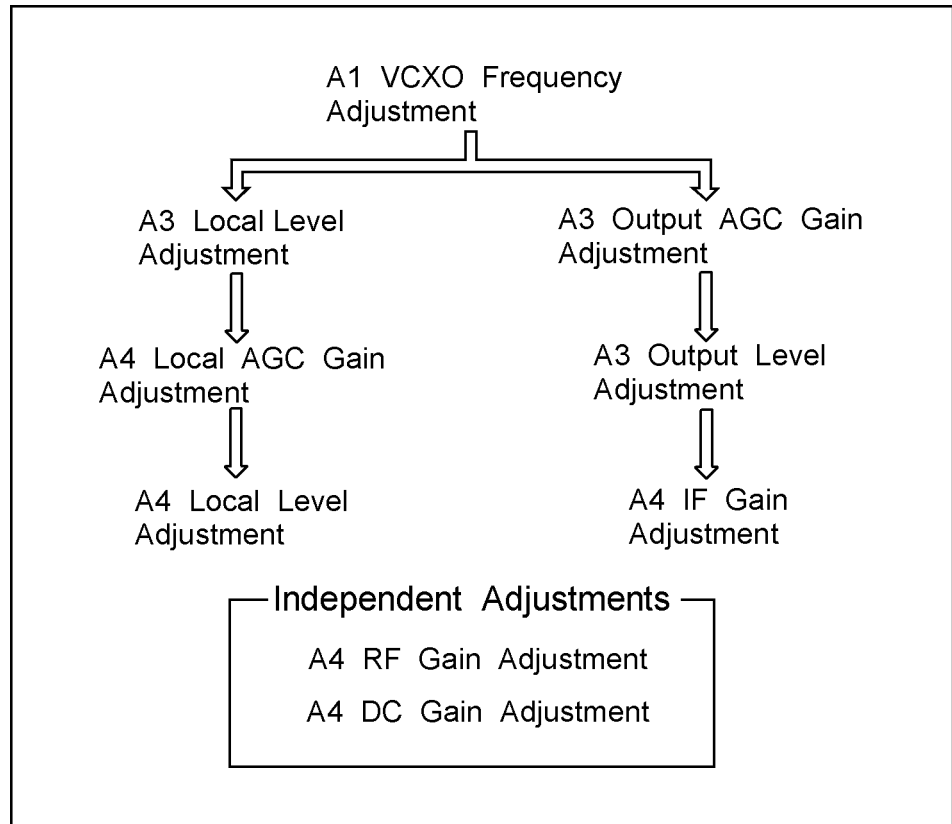 A1 VCXO Frequency
Adjustment
A3 Local Level
Adjustment
A3 Output AGC Gain
Adjustment
A4 Local AGC Gain
Adjustment
A3 Output Level
Adjustment
A4 Local Level
Adjustment
A4 IF Gain
Adjustment
Independent Adjustments
A4 RF Gain Adjustment
A4 DC Gain Adjustment